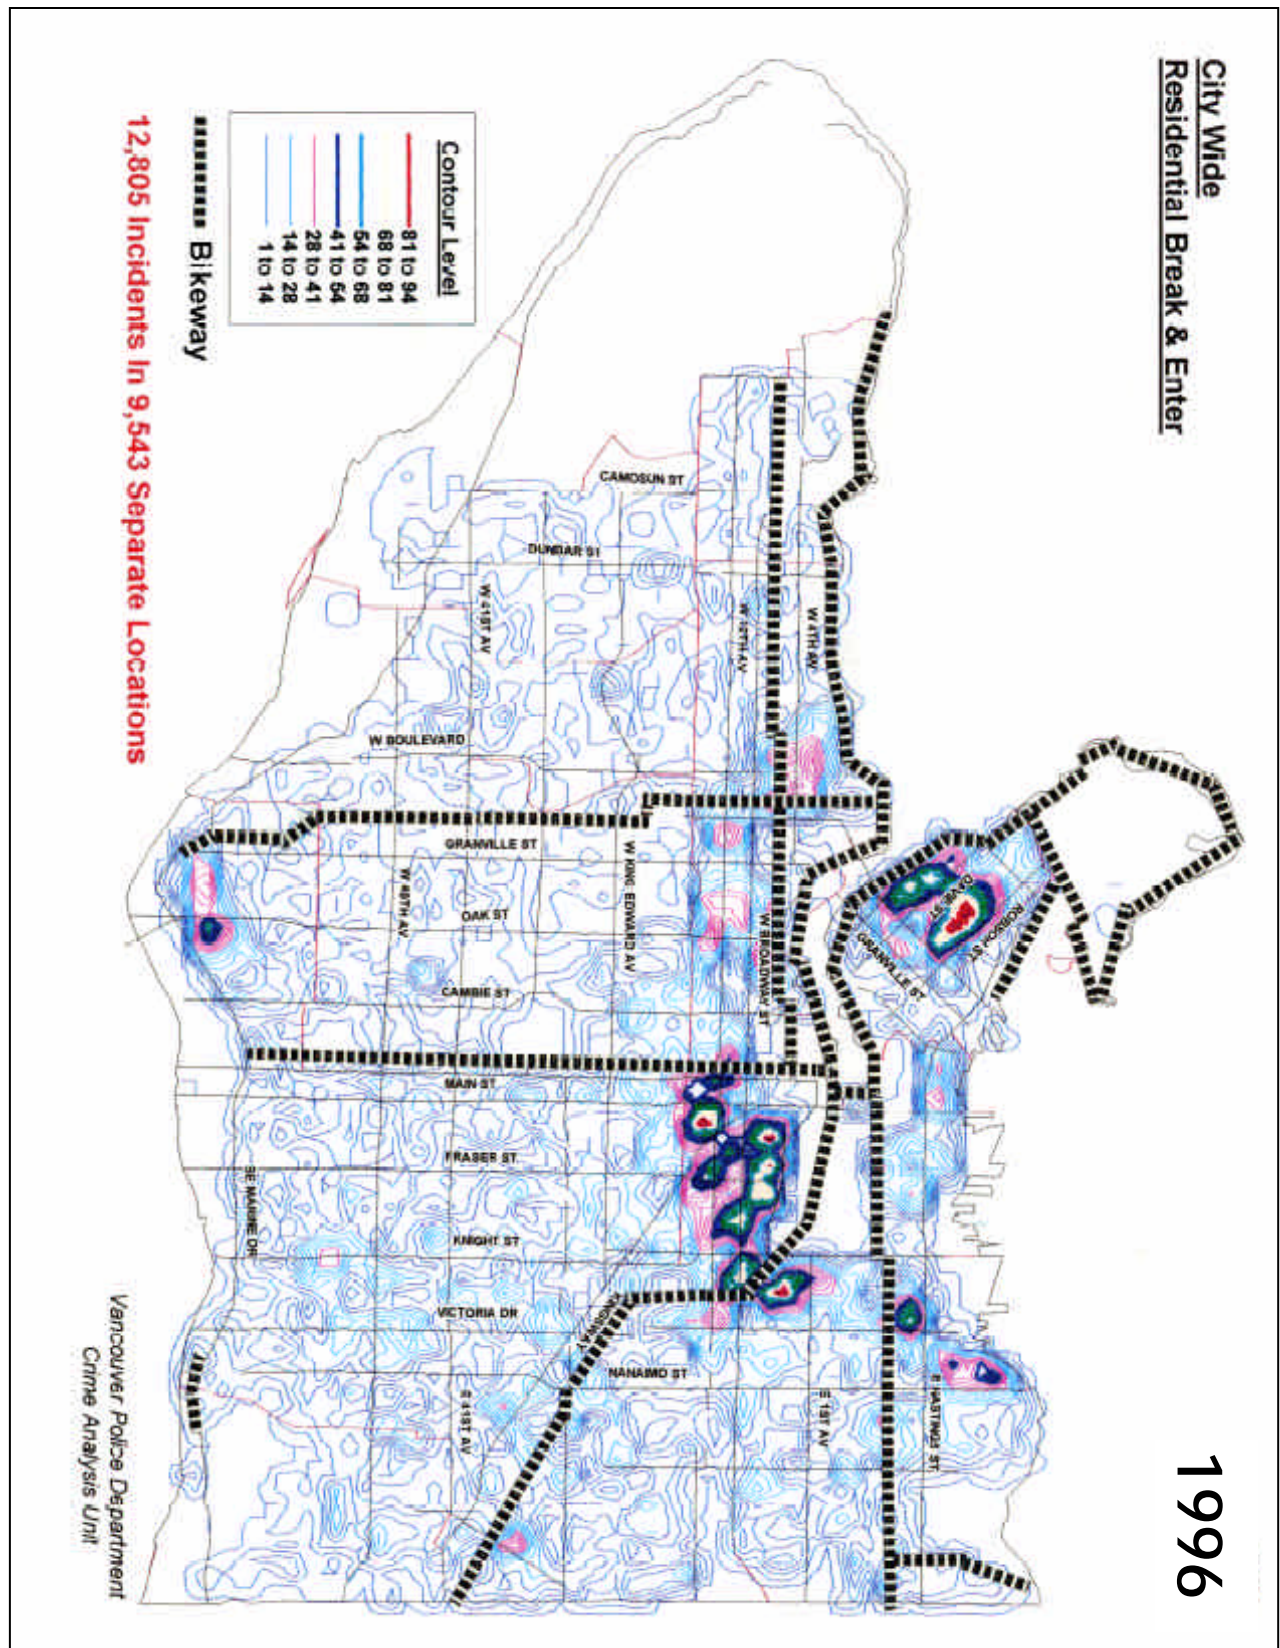 City Wide
Residential Break & Enter
1996
Contour Level
81 to 94
68 to 81
54 to 68
41 to 54
28 to 41
14 to 28
1 to 14
Bikeway
12,805 Incidents In 9,543 Separate Locations
CAMOSUN ST
DUNBAR ST
W 41ST AV
W 10TH AV
W 4TH AV
W BOULEVARD
GRANVILLE ST
W 49TH AV
OAK ST
W KING EDWARD AV
W BROADWAY ST
CAMBIE ST
DAVIE ST
ROBSON ST
GRANVILLE ST
MAIN ST
FRASER ST
SE MARINE DR
KNIGHT ST
VICTORIA DR
KINGSWAY
NANAIMO ST
E 41ST AV
E 1ST AV
E HASTINGS ST
Vancouver Police Department
Crime Analysis Unit